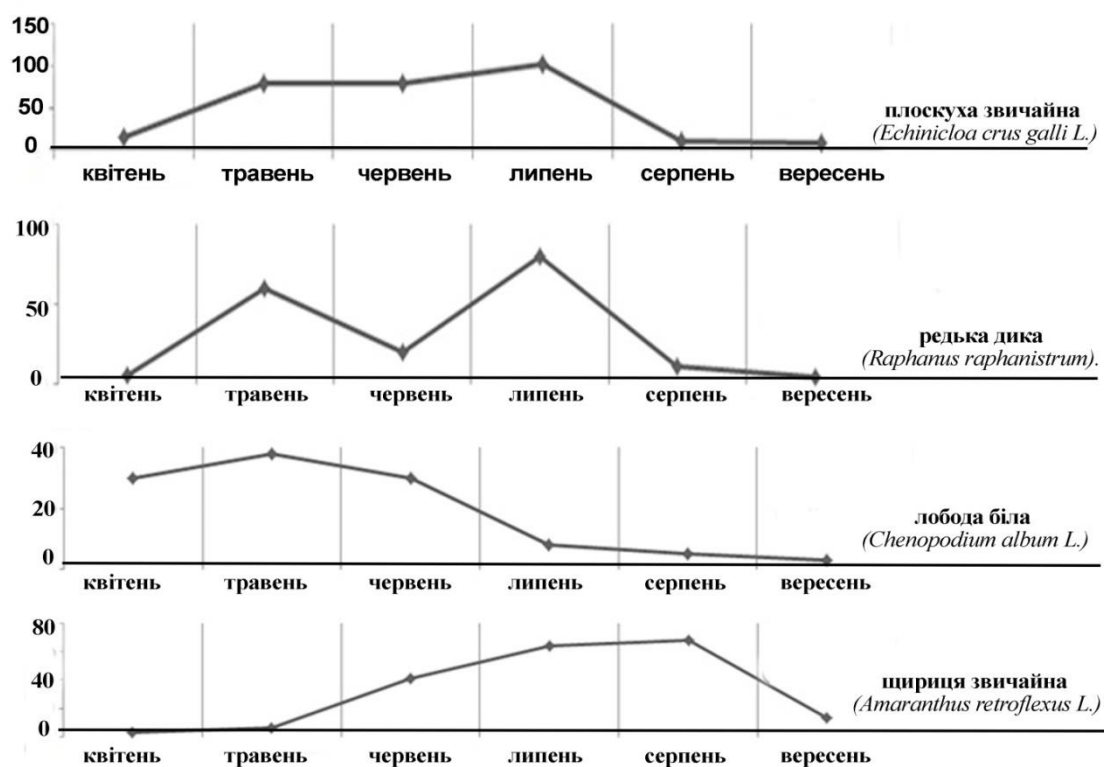 150
100
50
0
плоскуха звичайна
(Echinicloa crus galli L.)
квітень травень червень липень серпень вересень
100
50
0
редька дика
(Raphanus raphanistrum).
квітень травень червень липень серпень вересень
40
20
0
лобода біла
(Chenopodium album L.)
квітень травень червень липень серпень вересень
80
40
0
щириця звичайна
(Amaranthus retroflexus L.)
квітень травень червень липень серпень вересень